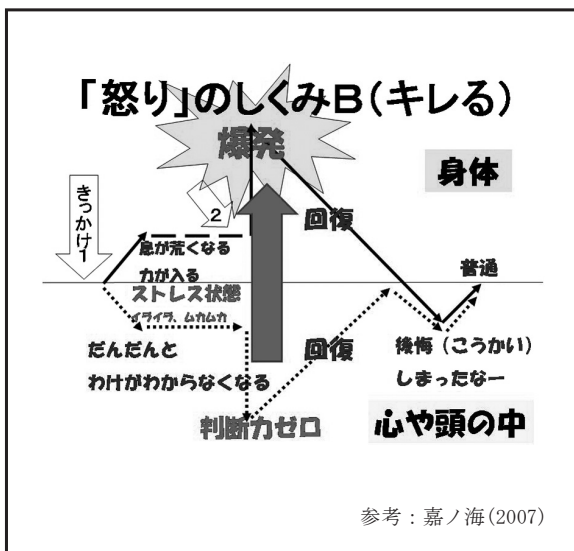 「怒り」のしくみB(キレる)
爆発
身体
きっかけ1
2
息が荒くなる
力が入る
回復
普通
ストレス状態
イライラ、ムカムカ
だんだんと
わけがわからなくなる
回復
後悔（こうかい）
しまったなー
判断力ゼロ
心や頭の中
参考：嘉ノ海(2007)